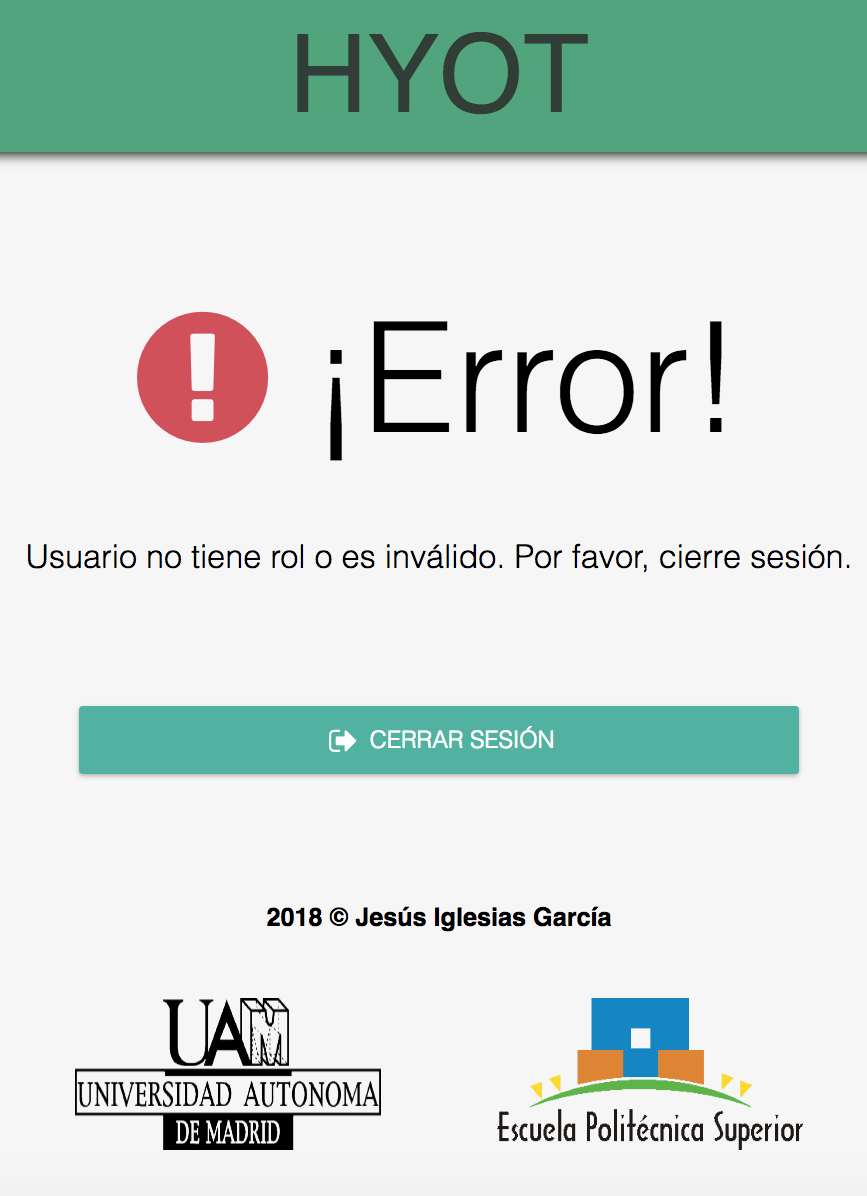 HYOT
¡Error!
Usuario no tiene rol o es inválido. Por favor, cierre sesión.
CERRAR SESIÓN
2018 © Jesús Iglesias García
UAM
UNIVERSIDAD AUTONOMA
DE MADRID
Escuela Politécnica Superior